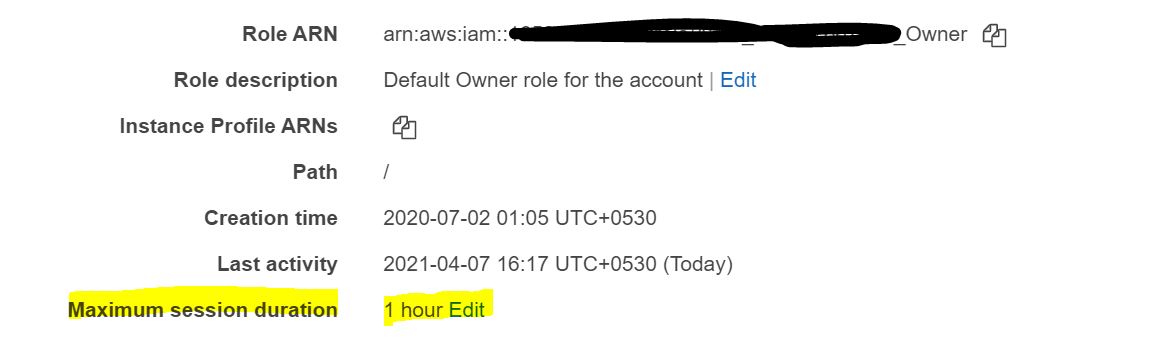 Role ARN arn:aws:iam:: _Owner
Role description Default Owner role for the account | Edit
Instance Profile ARNs
Path /
Creation time 2020-07-02 01:05 UTC+0530
Last activity 2021-04-07 16:17 UTC+0530 (Today)
Maximum session duration 1 hour Edit